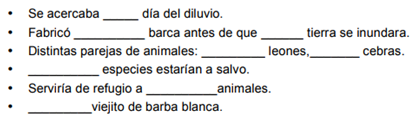 • Se acercaba _____ día del diluvio.
• Fabricó __________ barca antes de que ______ tierra se inundara.
• Distintas parejas de animales: _________ leones,_______ cebras.
• __________ especies estarían a salvo.
• Serviría de refugio a __________animales.
• _________viejito de barba blanca.